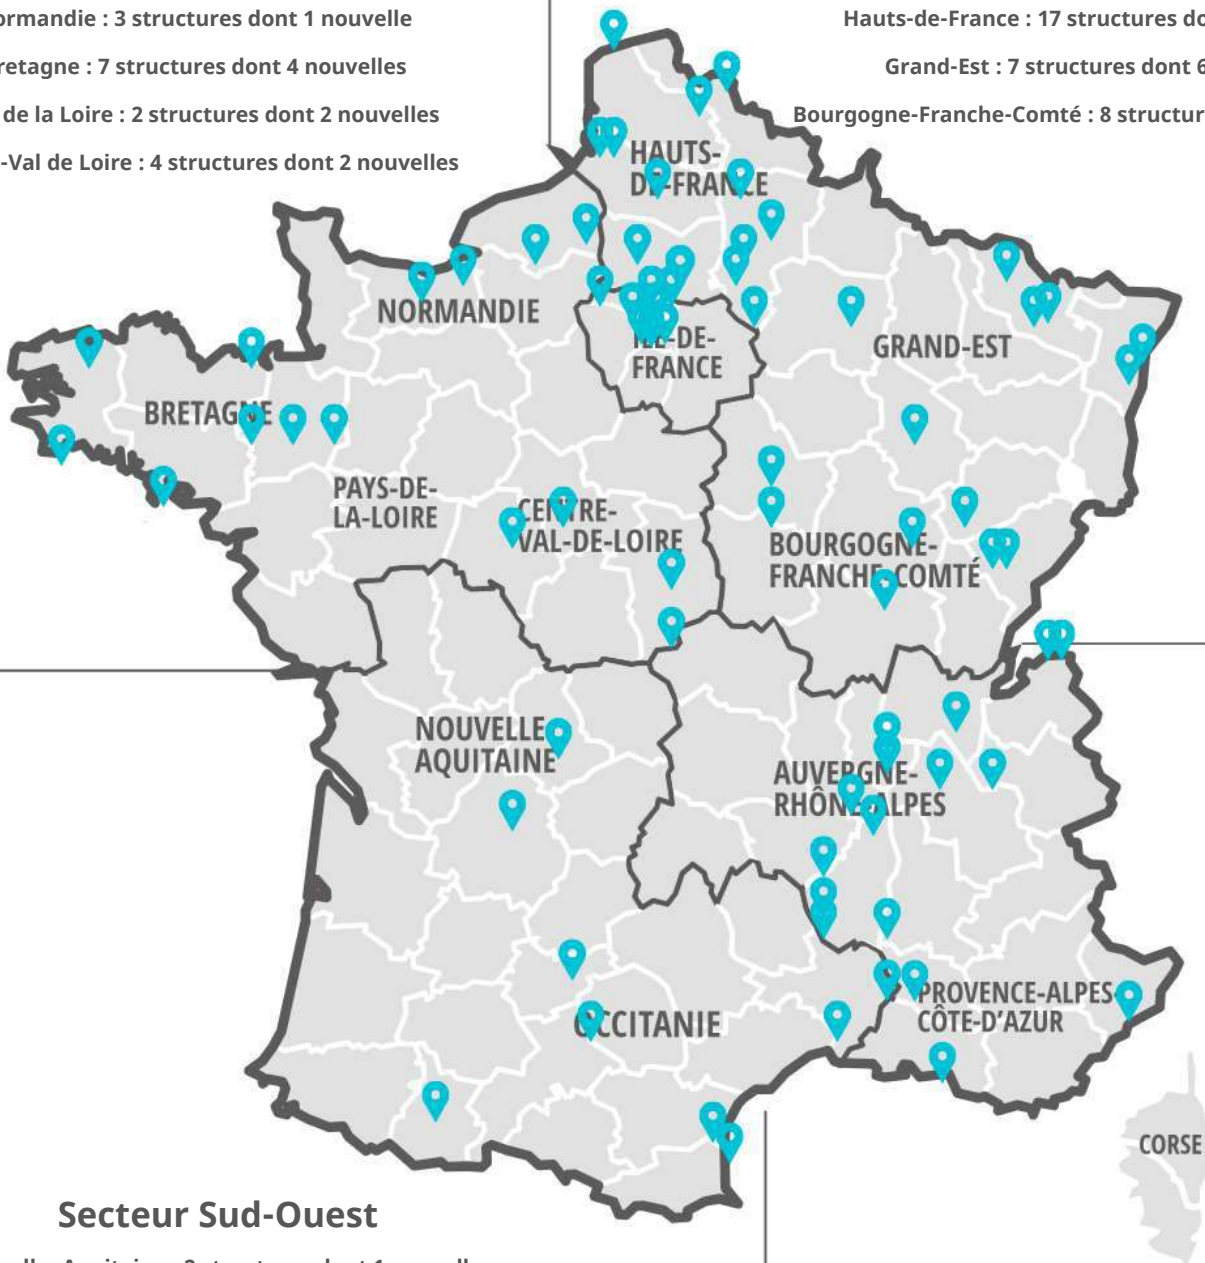 ormandie : 3 structures dont 1 nouvelle
retagne : 7 structures dont 4 nouvelles
de la Loire : 2 structures dont 2 nouvelles
-Val de Loire : 4 structures dont 2 nouvelles
Hauts-de-France : 17 structures do
Grand-Est : 7 structures dont 6
Bourgogne-Franche-Comté : 8 structur
HAUTS-
DE-FRANCE
NORMANDIE
ÎLE-DE-
FRANCE
GRAND-EST
BRETAGNE
PAYS-DE-
LA-LOIRE
CENTRE-
VAL-DE-LOIRE
BOURGOGNE-
FRANCHE-COMTÉ
NOUVELLE
AQUITAINE
AUVERGNE-
RHÔNE-ALPES
OCCITANIE
PROVENCE-ALPES-
CÔTE-D'AZUR
CORSE
Secteur Sud-Ouest